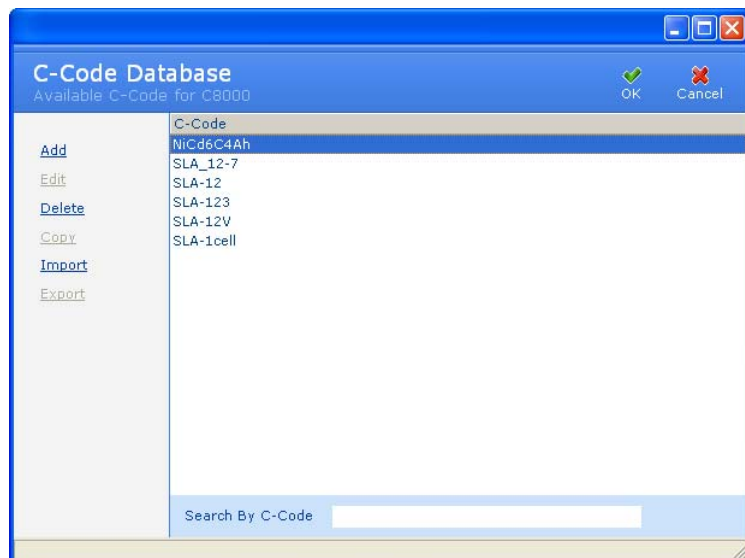 C-Code Database
Available C-Code for C8000
OK
Cancel
Add
Edit
Delete
Copy
Import
Export
C-Code
NiCd6C4Ah
SLA_12-7
SLA-12
SLA-123
SLA-12V
SLA-1cell
Search By C-Code